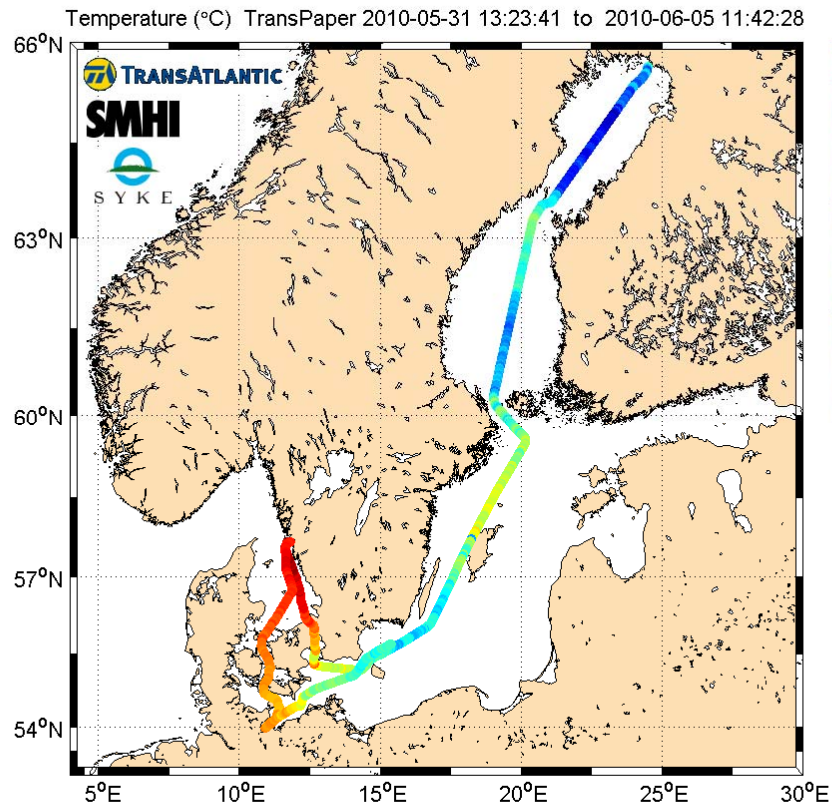 Temperature (°C) TransPaper 2010-05-31 13:23:41 to 2010-06-05 11:42:28
66°N
TRANSATLANTIC
SMHI
SYKE
63°N
60°N
57°N
54°N
5°E 10°E 15°E 20°E 25°E 30°E